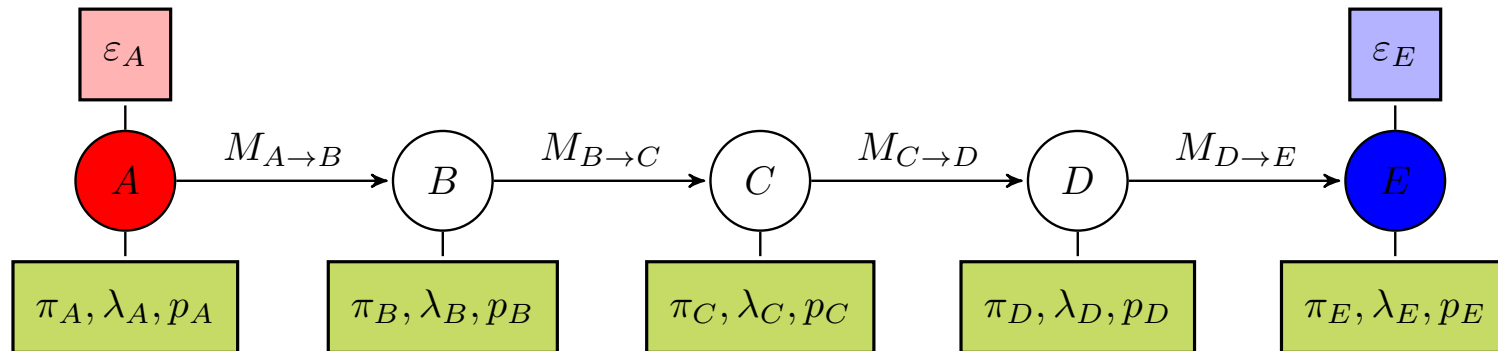 ε_A ε_E
M_{A→B} M_{B→C} M_{C→D} M_{D→E}
A B C D E
π_A, λ_A, p_A π_B, λ_B, p_B π_C, λ_C, p_C π_D, λ_D, p_D π_E, λ_E, p_E